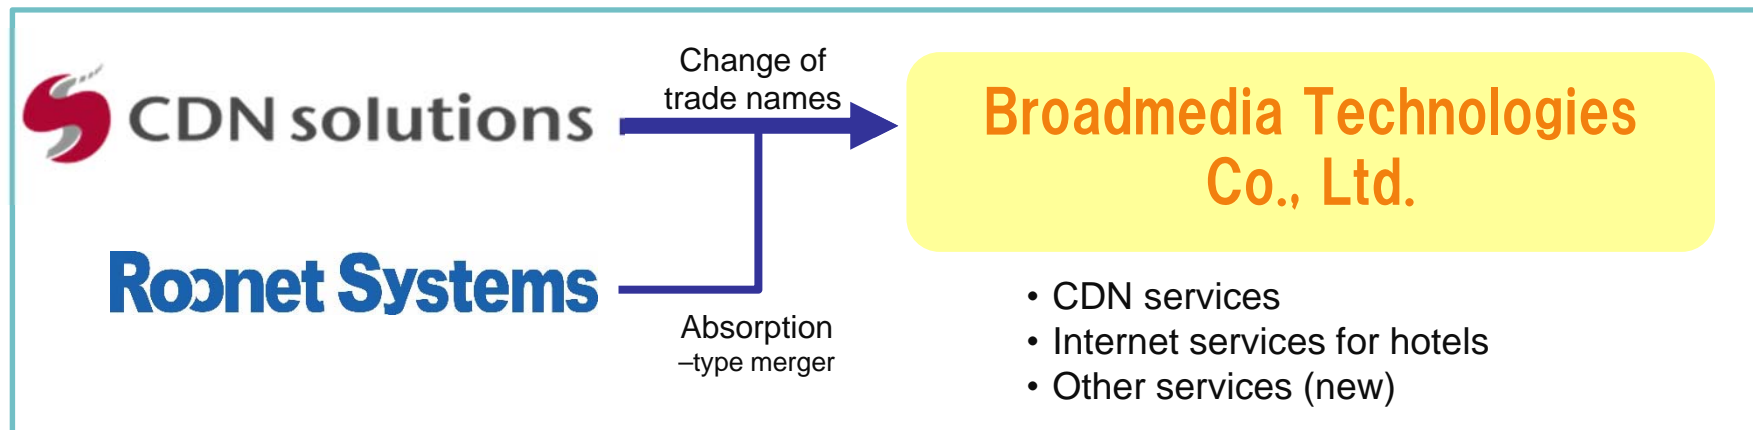 CDN solutions
Change of
trade names
Broadmedia Technologies
Co., Ltd.
Roonet Systems
Absorption
–type merger
• CDN services
• Internet services for hotels
• Other services (new)